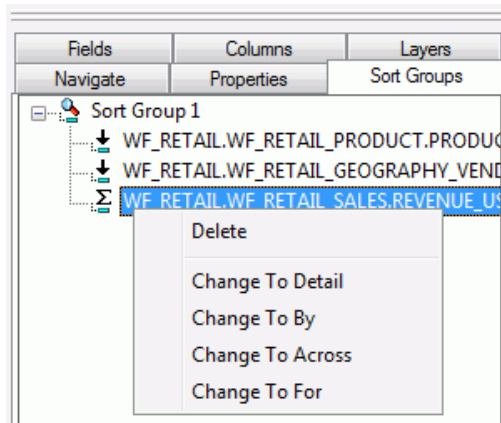 Fields Columns Layers
Navigate Properties Sort Groups
Sort Group 1
WF_RETAIL.WF_RETAIL_PRODUCT.PRODUC
WF_RETAIL.WF_RETAIL_GEOGRAPHY_VEND
WF_RETAIL.WF_RETAIL_SALES.REVENUE_US
Delete
Change To Detail
Change To By
Change To Across
Change To For